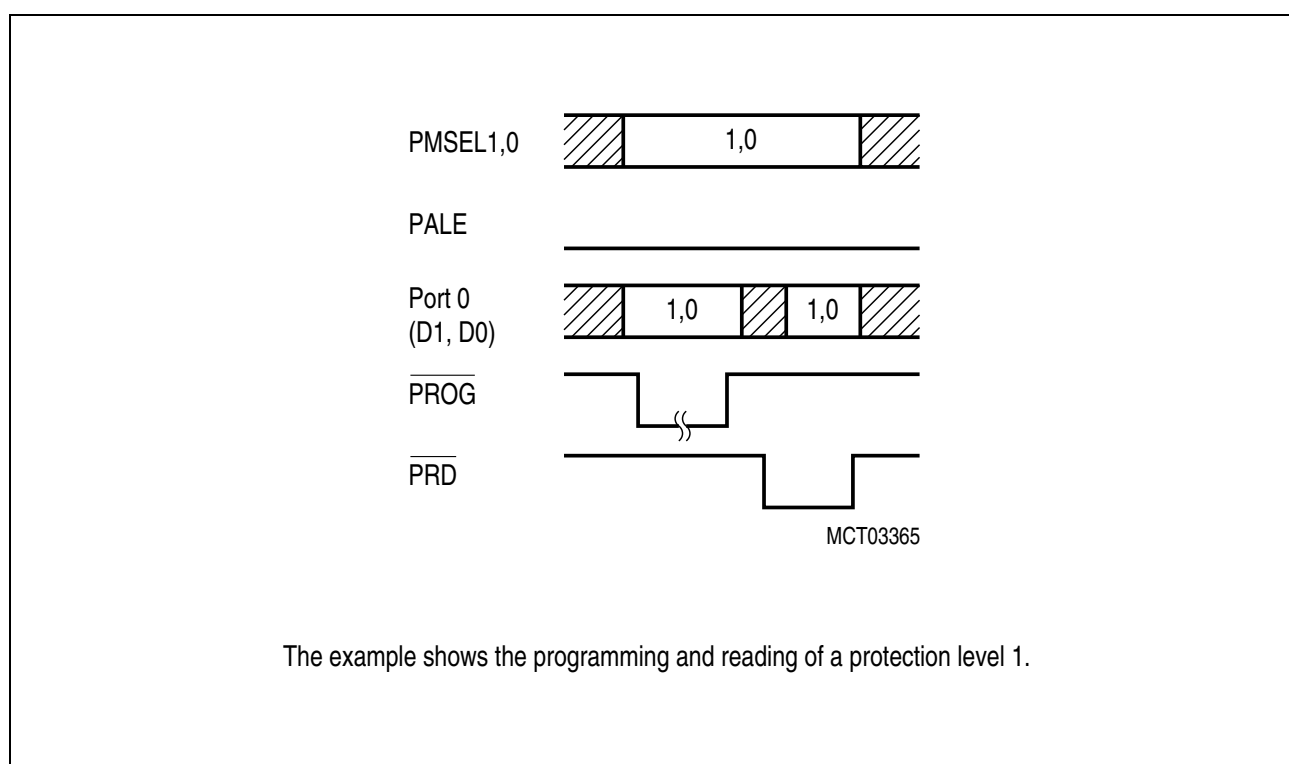 PMSEL1,0
1,0
PALE
Port 0
(D1, D0)
1,0
1,0
PROG
PRD
MCT03365
The example shows the programming and reading of a protection level 1.